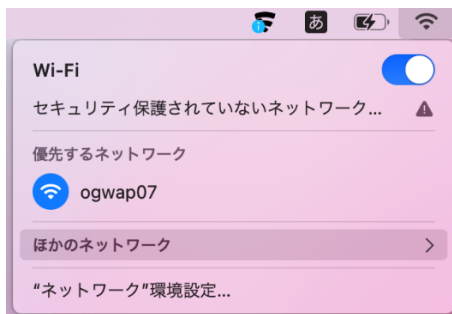 あ
Wi-Fi
セキュリティ保護されていないネットワーク...
優先するネットワーク
ogwap07
ほかのネットワーク
“ネットワーク”環境設定...